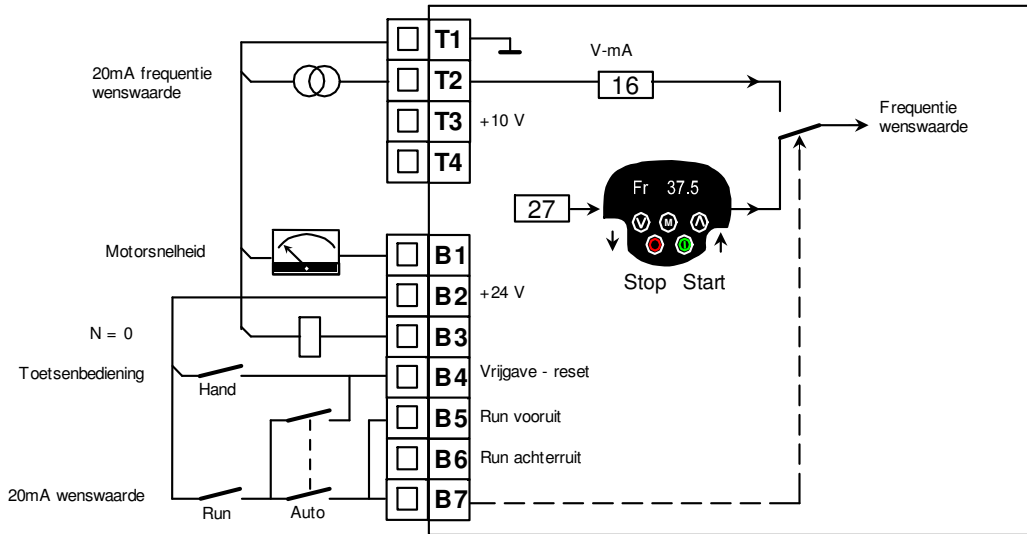 T1
V-mA
20mA frequentie
wenswaarde
T2
16
Frequentie
wenswaarde
T3
+10 V
T4
Fr 37.5
27
V M Λ
Motorsnelheid
B1
Stop Start
B2
+24 V
N = 0
B3
Toetsenbediening
Hand
B4
Vrijgave - reset
B5
Run vooruit
B6
Run achterruit
20mA wenswaarde
Run
Auto
B7